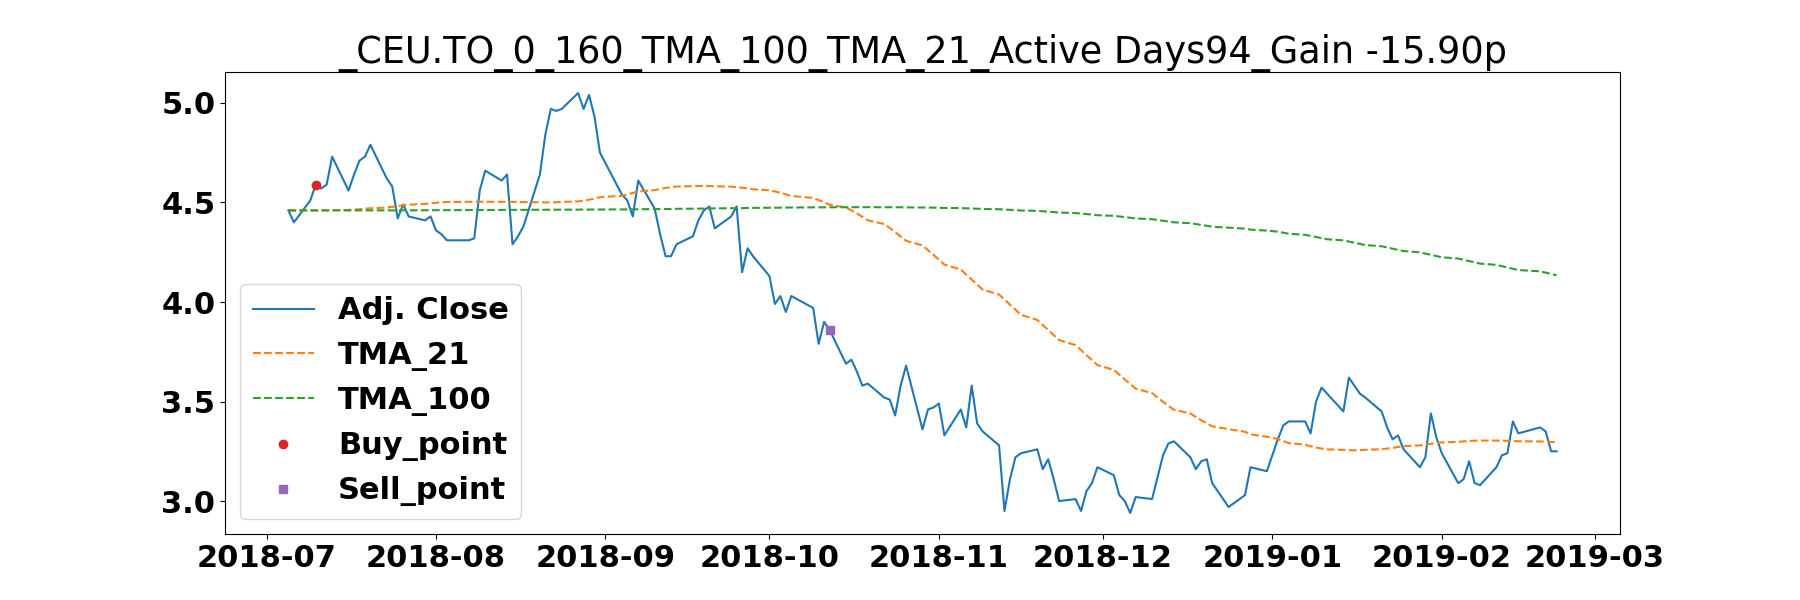 _CEU.TO_0_160_TMA_100_TMA_21_Active Days94_Gain -15.90p
5.0
4.5
4.0
3.5
3.0
Adj. Close
TMA_21
TMA_100
Buy_point
Sell_point
2018-07 2018-08 2018-09 2018-10 2018-11 2018-12 2019-01 2019-02 2019-03